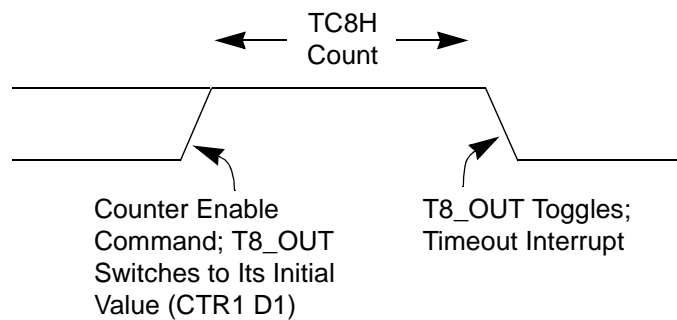 TC8H
Count
Counter Enable
Command; T8_OUT
Switches to Its Initial
Value (CTR1 D1)
T8_OUT Toggles;
Timeout Interrupt